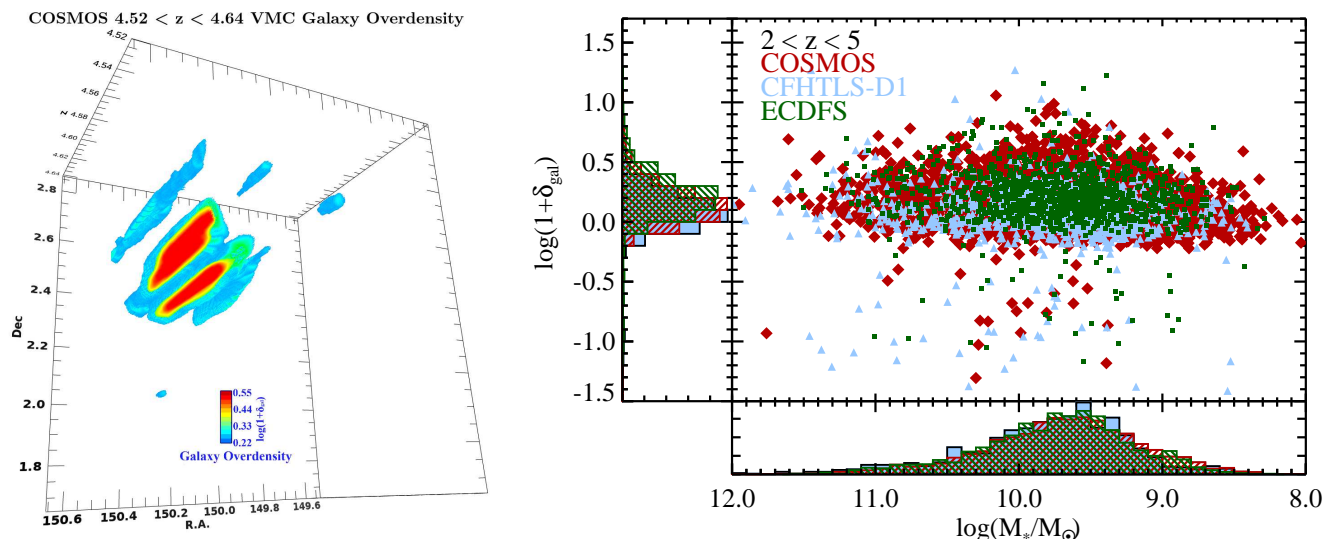 COSMOS 4.52 < z < 4.64 VMC Galaxy Overdensity
4.52
4.54
4.56
z 4.58
4.60
4.62
4.64
2.8
2.6
2.4
2.2
2.0
1.8
Dec
0.55
0.44
0.33
0.22
log(1+δgal)
Galaxy Overdensity
150.6 150.4 150.2 150.0 149.8 149.6
R.A.
2 < z < 5
COSMOS
CFHTLS-D1
ECDFS
1.5
1.0
0.5
0.0
-0.5
-1.0
-1.5
log(1+δgal)
12.0 11.0 10.0 9.0 8.0
log(M*/M⊙)